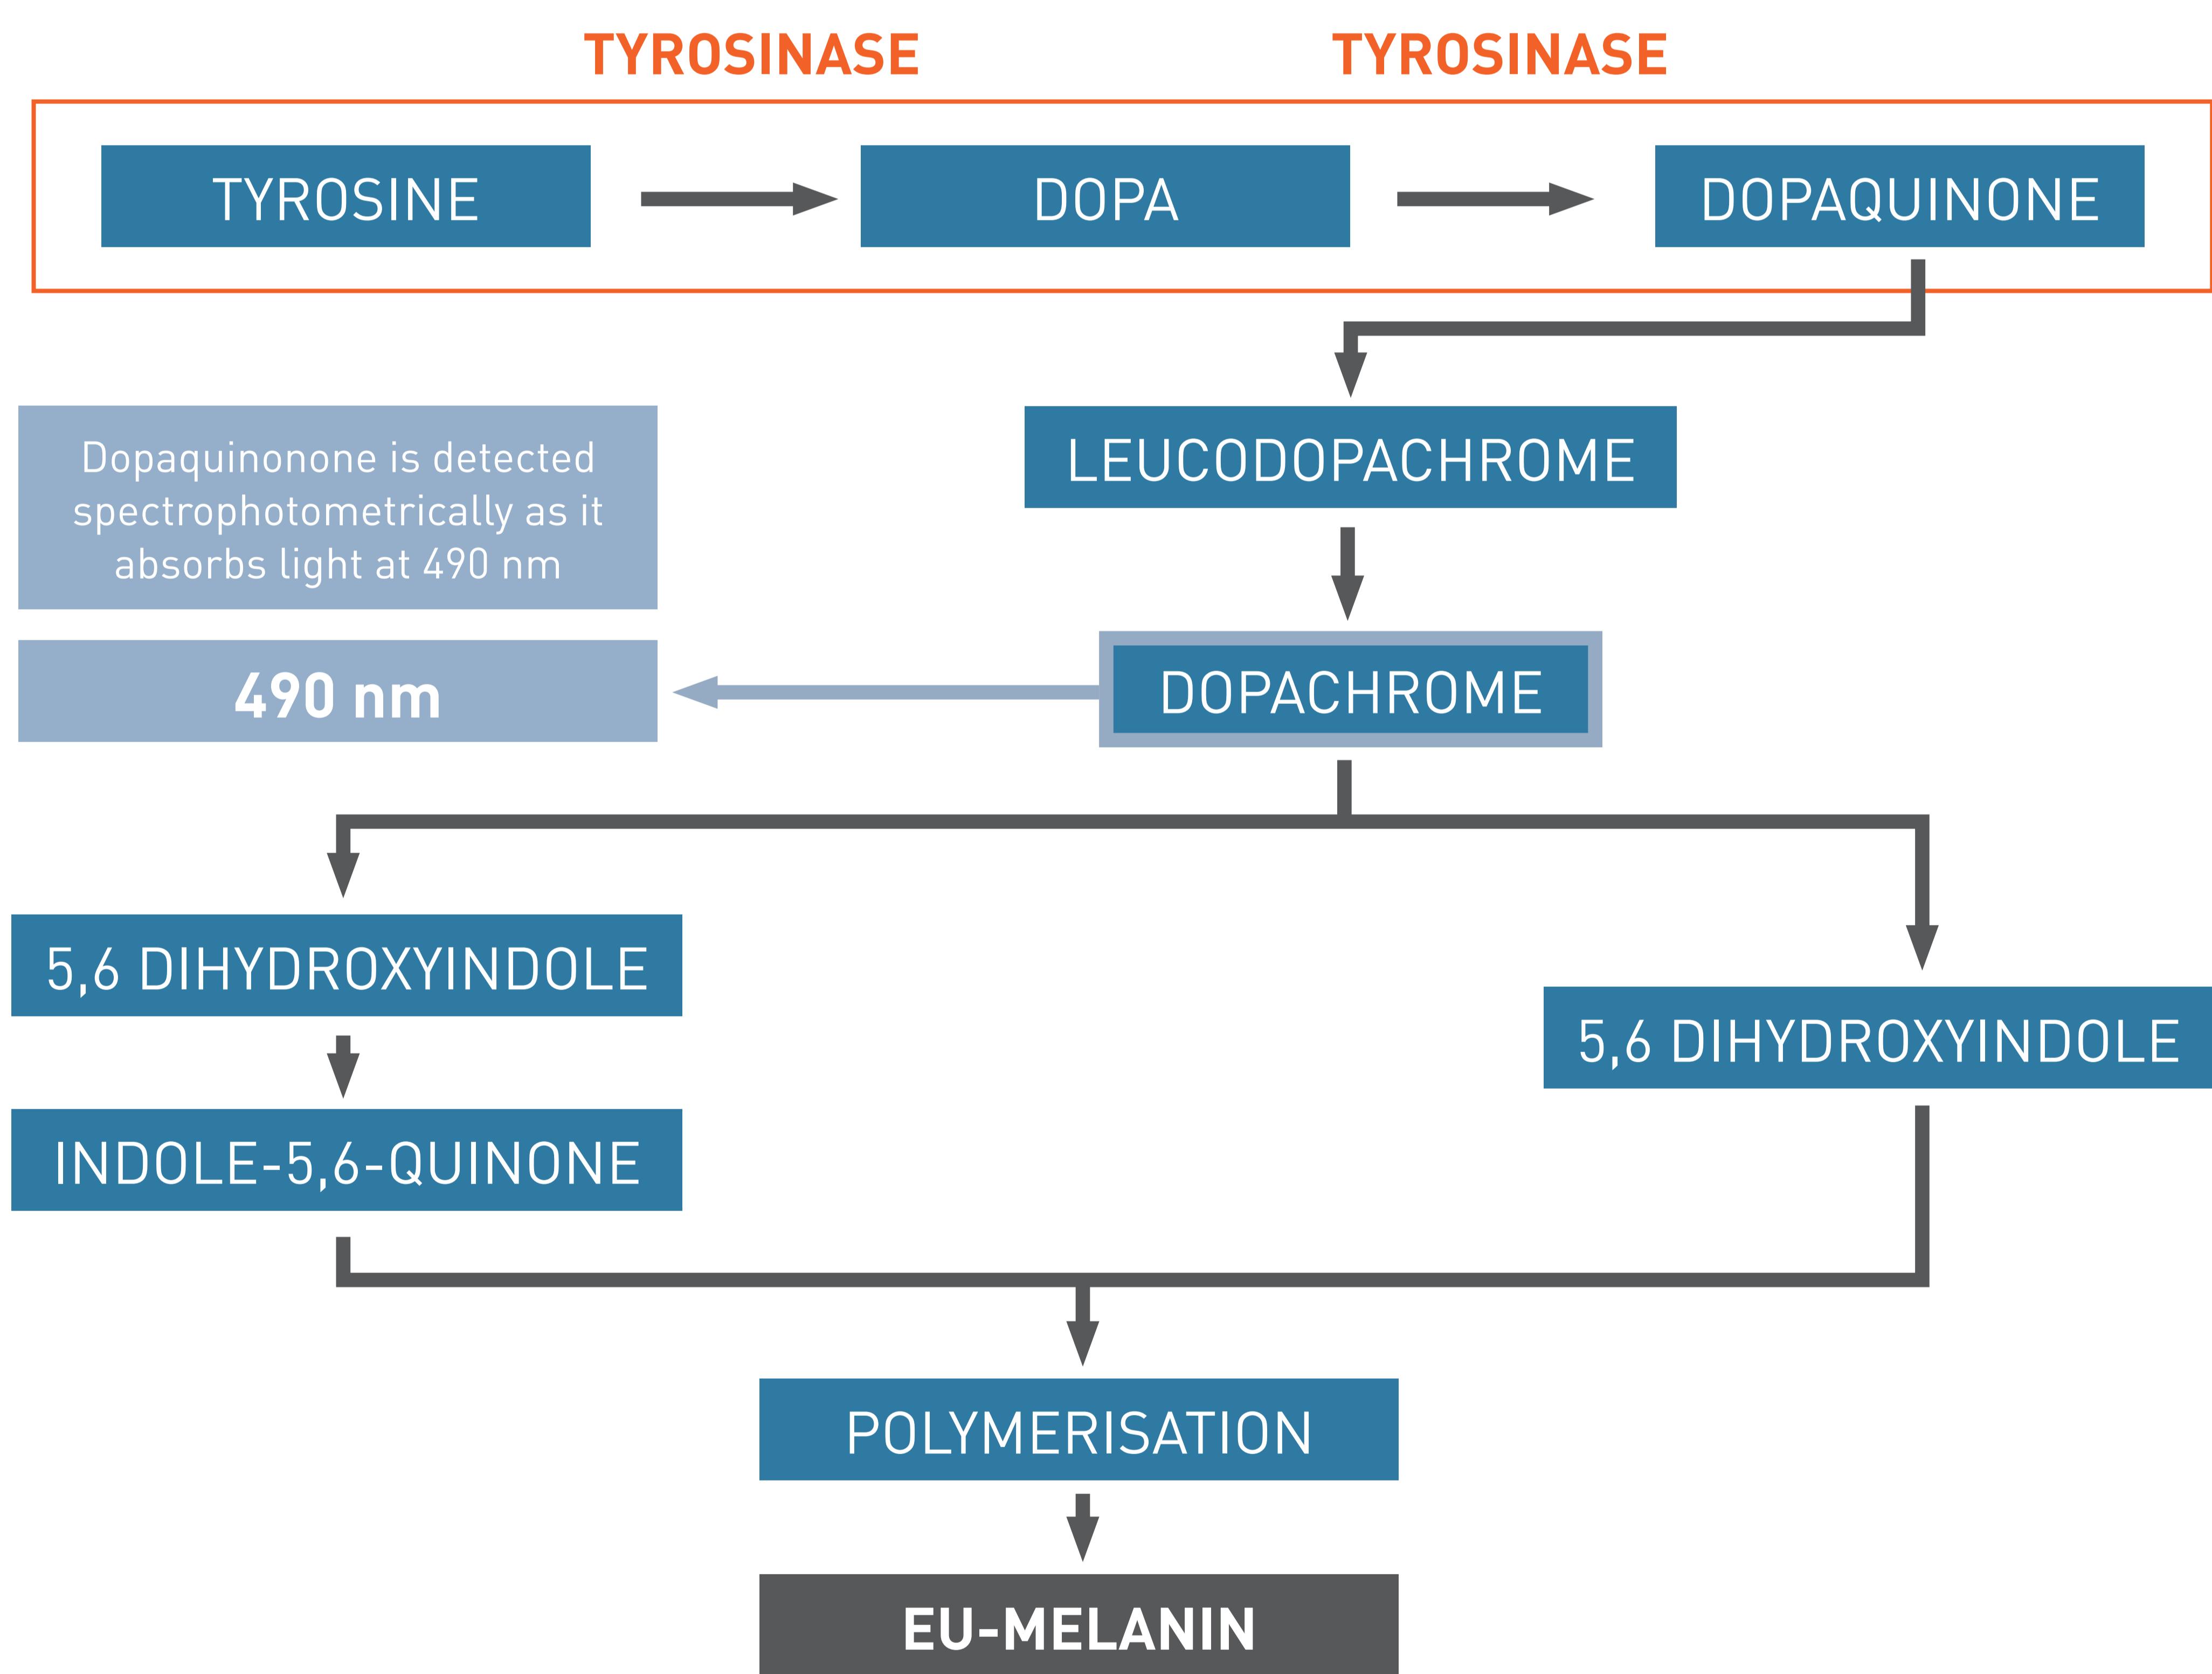 TYROSINASE
TYROSINASE
TYROSINE
DOPA
DOPAQUINONE
Dopaquinonone is detected
spectrophotometrically as it
absorbs light at 490 nm
LEUCODOPACHROME
490 nm
DOPACHROME
5,6 DIHYDROXYINDOLE
5,6 DIHYDROXYINDOLE
INDOLE-5,6-QUINONE
POLYMERISATION
EU-MELANIN